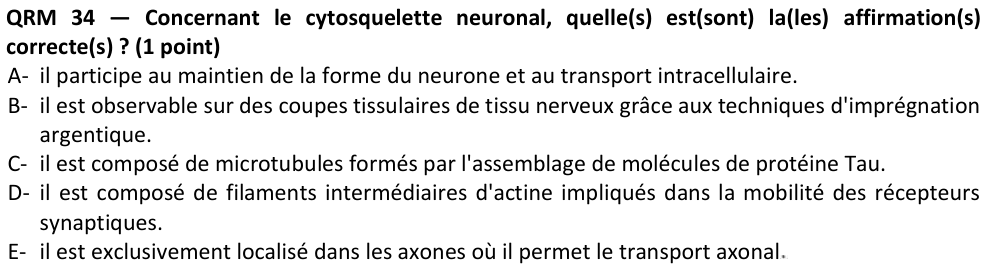 QRM 34 — Concernant le cytosquelette neuronal, quelle(s) est(sont) la(les) affirmation(s)
correcte(s) ? (1 point)
A- il participe au maintien de la forme du neurone et au transport intracellulaire.
B- il est observable sur des coupes tissulaires de tissu nerveux grâce aux techniques d'imprégnation
argentique.
C- il est composé de microtubules formés par l'assemblage de molécules de protéine Tau.
D- il est composé de filaments intermédiaires d'actine impliqués dans la mobilité des récepteurs
synaptiques.
E- il est exclusivement localisé dans les axones où il permet le transport axonal.